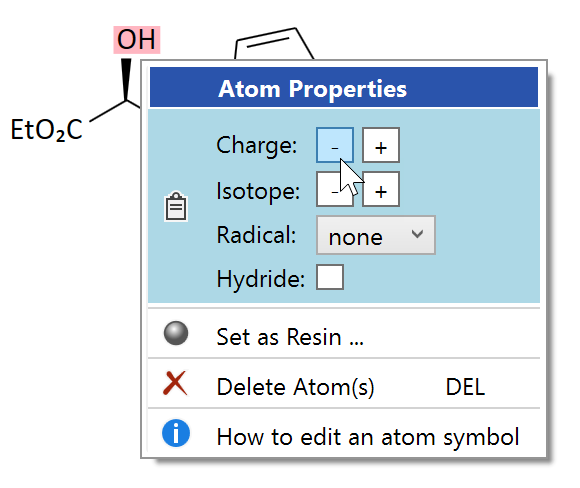 OH
EtO₂C
Atom Properties
Charge: - +
Isotope: - +
Radical: none
Hydride:
Set as Resin ...
Delete Atom(s) DEL
How to edit an atom symbol